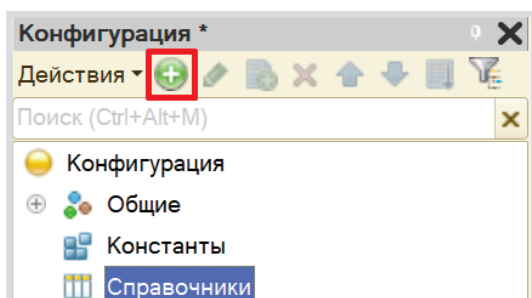 Конфигурация *
Действия
Поиск (Ctrl+Alt+M)
Конфигурация
Общие
Константы
Справочники